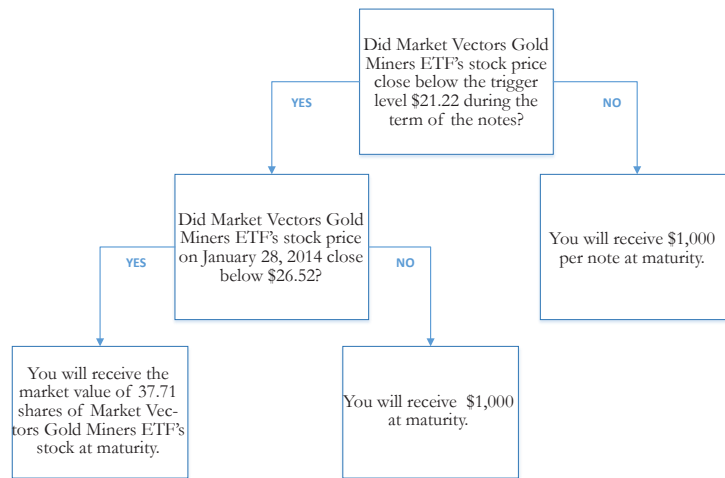 Did Market Vectors Gold
Miners ETF's stock price
close below the trigger
level $21.22 during the
term of the notes?
YES
NO
Did Market Vectors Gold
Miners ETF's stock price
on January 28, 2014 close
below $26.52?
You will receive $1,000
per note at maturity.
YES
NO
You will receive the
market value of 37.71
shares of Market Vec-
tors Gold Miners ETF's
stock at maturity.
You will receive $1,000
at maturity.